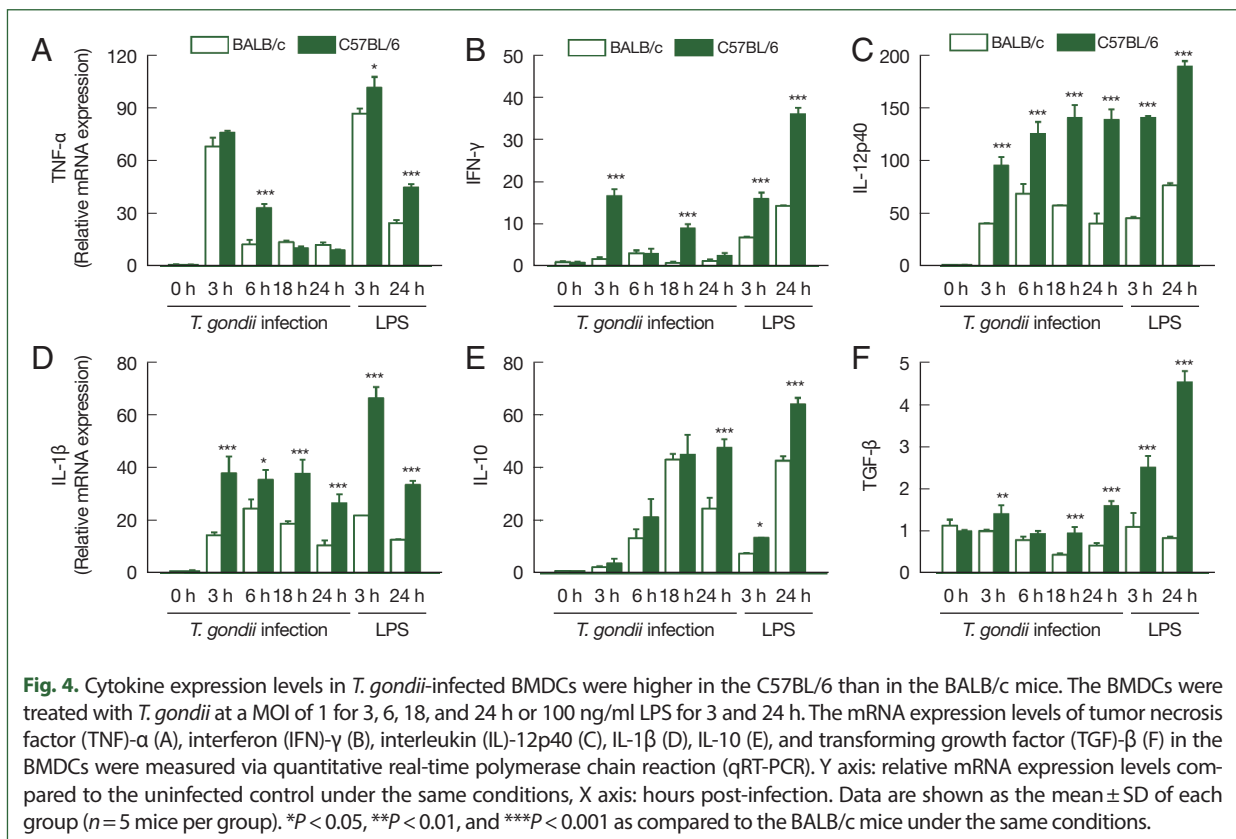 A
BALB/c
C57BL/6
TNF-α
(Relative mRNA expression)
120
90
60
30
0
*
***
***
0 h 3 h 6 h 18 h 24 h 3 h 24 h
T. gondii infection LPS
B
BALB/c
C57BL/6
IFN-γ
50
40
30
20
10
0
***
***
***
***
0 h 3 h 6 h 18 h 24 h 3 h 24 h
T. gondii infection LPS
C
BALB/c
C57BL/6
IL-12p40
200
150
100
50
0
***
***
***
***
***
***
0 h 3 h 6 h 18 h 24 h 3 h 24 h
T. gondii infection LPS
D
IL-1β
(Relative mRNA expression)
80
60
40
20
0
***
*
***
***
***
***
0 h 3 h 6 h 18 h 24 h 3 h 24 h
T. gondii infection LPS
E
IL-10
80
60
40
20
0
***
*
***
0 h 3 h 6 h 18 h 24 h 3 h 24 h
T. gondii infection LPS
F
TGF-β
5
4
3
2
1
0
**
***
***
***
***
0 h 3 h 6 h 18 h 24 h 3 h 24 h
T. gondii infection LPS
Fig. 4. Cytokine expression levels in T. gondii-infected BMDCs were higher in the C57BL/6 than in the BALB/c mice. The BMDCs were
treated with T. gondii at a MOI of 1 for 3, 6, 18, and 24 h or 100 ng/ml LPS for 3 and 24 h. The mRNA expression levels of tumor necrosis
factor (TNF)-α (A), interferon (IFN)-γ (B), interleukin (IL)-12p40 (C), IL-1β (D), IL-10 (E), and transforming growth factor (TGF)-β (F) in the
BMDCs were measured via quantitative real-time polymerase chain reaction (qRT-PCR). Y axis: relative mRNA expression levels com-
pared to the uninfected control under the same conditions, X axis: hours post-infection. Data are shown as the mean ± SD of each
group (n = 5 mice per group). *P < 0.05, **P < 0.01, and ***P < 0.001 as compared to the BALB/c mice under the same conditions.